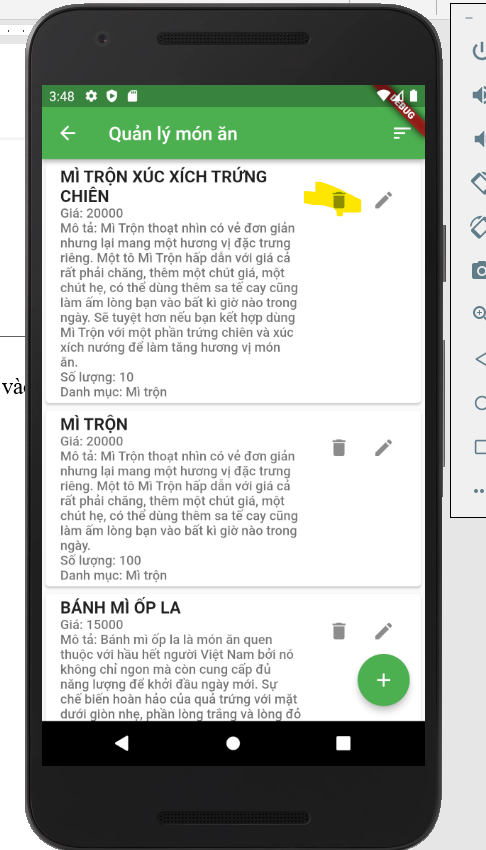 3:48
DEBUG
Quản lý món ăn
MÌ TRỘN XÚC XÍCH TRỨNG
CHIÊN
Giá: 20000
Mô tả: Mì Trộn thoạt nhìn có vẻ đơn giản
nhưng lại mang một hương vị đặc trưng
riêng. Một tô Mì Trộn hấp dẫn với giá cả
rất phải chăng, thêm một chút giá, một
chút hẹ, có thể dùng thêm sa tế cay cũng
làm ấm lòng bạn vào bất kì giờ nào trong
ngày. Sẽ tuyệt hơn nếu bạn kết hợp dùng
Mì Trộn với một phần trứng chiên và xúc
xích nướng để làm tăng hương vị món
ăn.
Số lượng: 10
Danh mục: Mì trộn
MÌ TRỘN
Giá: 20000
Mô tả: Mì Trộn thoạt nhìn có vẻ đơn giản
nhưng lại mang một hương vị đặc trưng
riêng. Một tô Mì Trộn hấp dẫn với giá cả
rất phải chăng, thêm một chút giá, một
chút hẹ, có thể dùng thêm sa tế cay cũng
làm ấm lòng bạn vào bất kì giờ nào trong
ngày.
Số lượng: 100
Danh mục: Mì trộn
BÁNH MÌ ỐP LA
Giá: 15000
Mô tả: Bánh mì ốp la là món ăn quen
thuộc với hầu hết người Việt Nam bởi nó
không chỉ ngon mà còn cung cấp đủ
năng lượng để khởi đầu ngày mới. Sự
chế biến hoàn hảo của quả trứng với mặt
dưới giòn nhẹ, phần lòng trắng và lòng đỏ